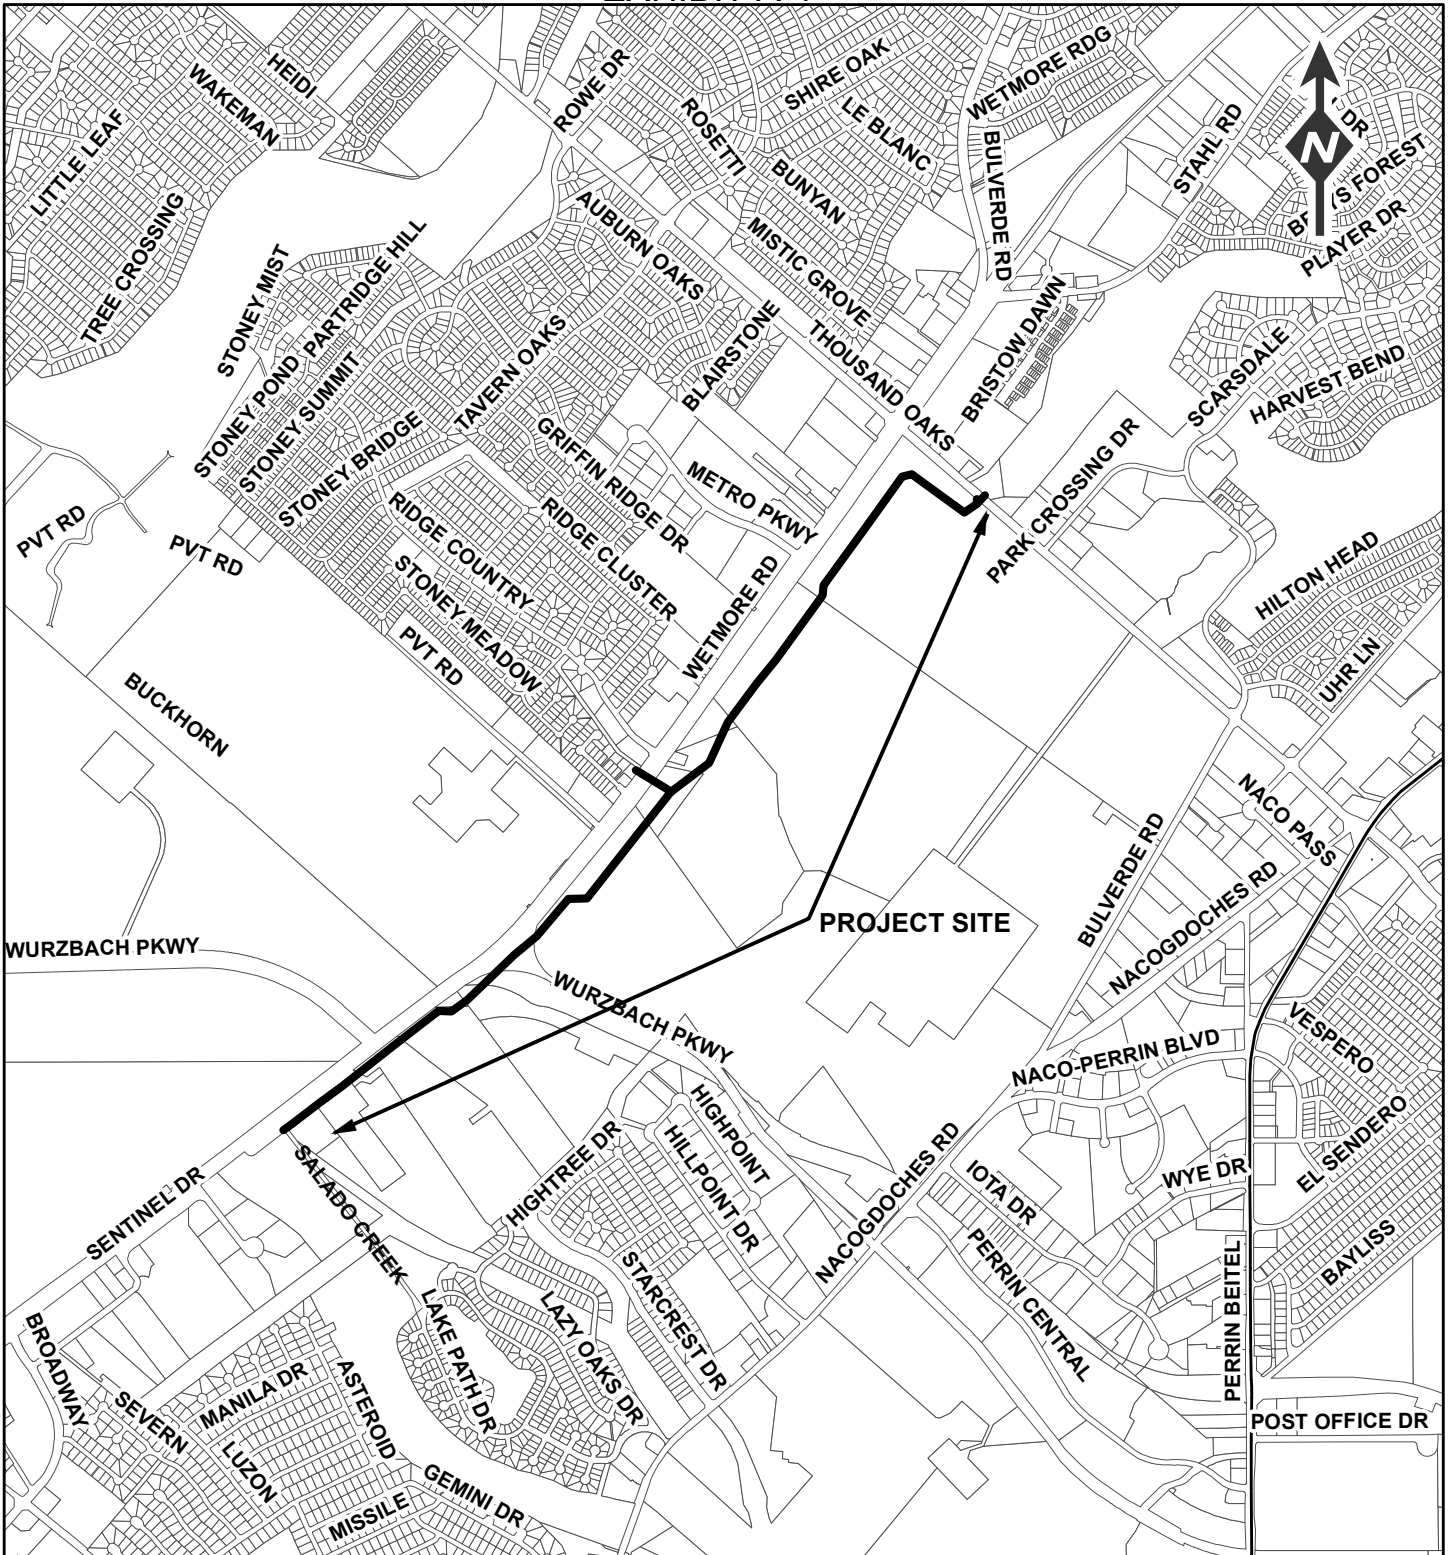 HEIDI
WAKEMAN
LITTLE LEAF
TREE CROSSING
ROWE DR
ROSETTI
SHIRE OAK
LE BLANC
WETMORE RDG
BULVERDE RD
BUNYAN
MISTIC GROVE
STAHL RD
DR
N
FOREST
PLAYER DR
AUBURN OAKS
STONEY MIST
PARTRIDGE HILL
STONEY POND
STONEY SUMMIT
STONEY BRIDGE
TAVERN OAKS
BLAIRSTONE
THOUSAND OAKS
BRISTOW DAWN
SCARSDALE
HARVEST BEND
GRIFFIN RIDGE DR
METRO PKWY
PARK CROSSING DR
RIDGE CLUSTER
RIDGE COUNTRY
STONEY MEADOW
PVT RD
PVT RD
PVT RD
WETMORE RD
HILTON HEAD
UHR LN
BUCKHORN
NACO PASS
BULVERDE RD
NACOGDOCHES RD
PROJECT SITE
WURZBACH PKWY
WURZBACH PKWY
VESPERO
NACO-PERRIN BLVD
HIGHPOINT
HILLPOINT DR
HIGHTREE DR
EL SENDERO
WYE DR
IOTA DR
NACOGDOCHES RD
SENTINEL DR
SALADO CREEK
STARCREST DR
PERRIN CENTRAL
PERRIN BEITEL
BAYLISS
LAKE PATH DR
LAZY OAKS DR
BROADWAY
MANILA DR
ASTEROID
SEVERN
LUZON
GEMINI DR
MISSILE
POST OFFICE DR